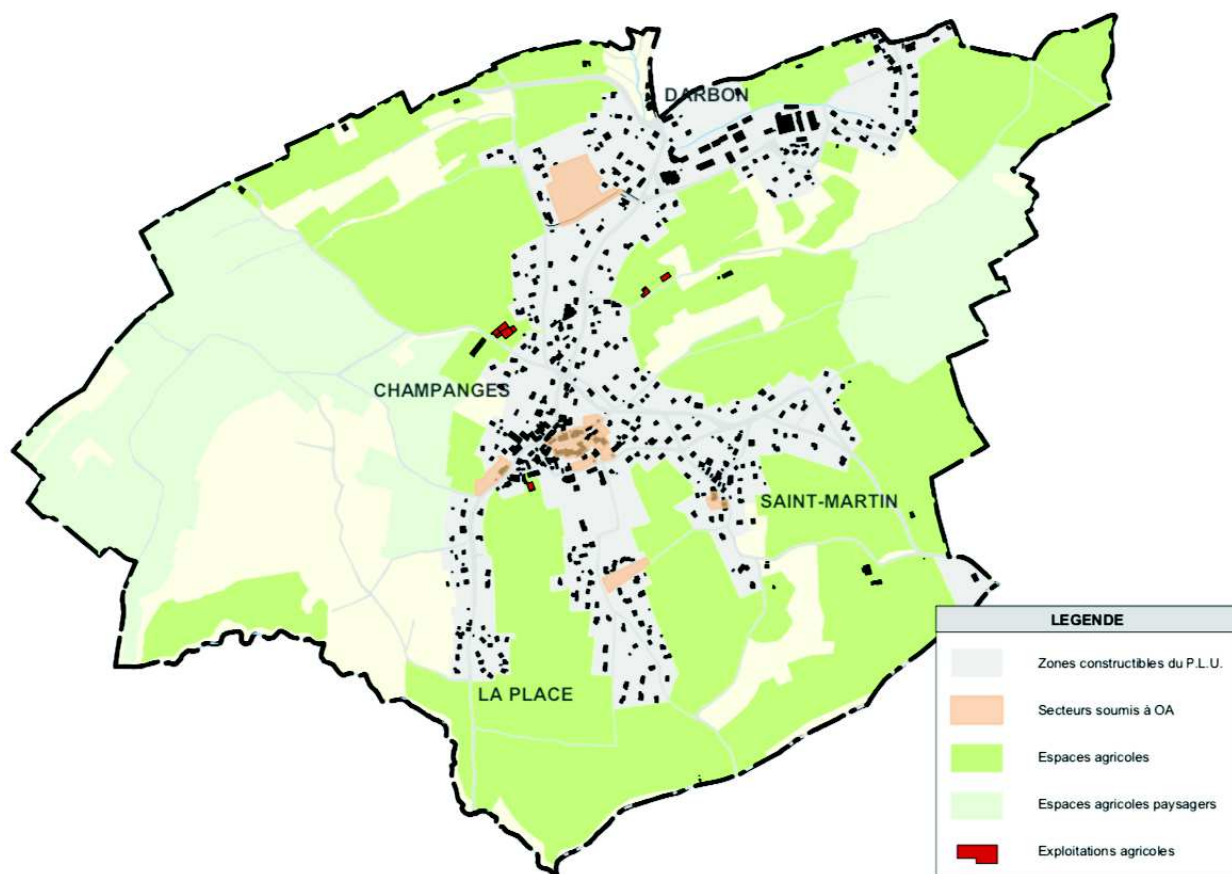 DARBON
CHAMPANGES
SAINT-MARTIN
LA PLACE
LEGENDE
Zones constructibles du P.L.U.
Secteurs soumis à OA
Espaces agricoles
Espaces agricoles paysagers
Exploitations agricoles